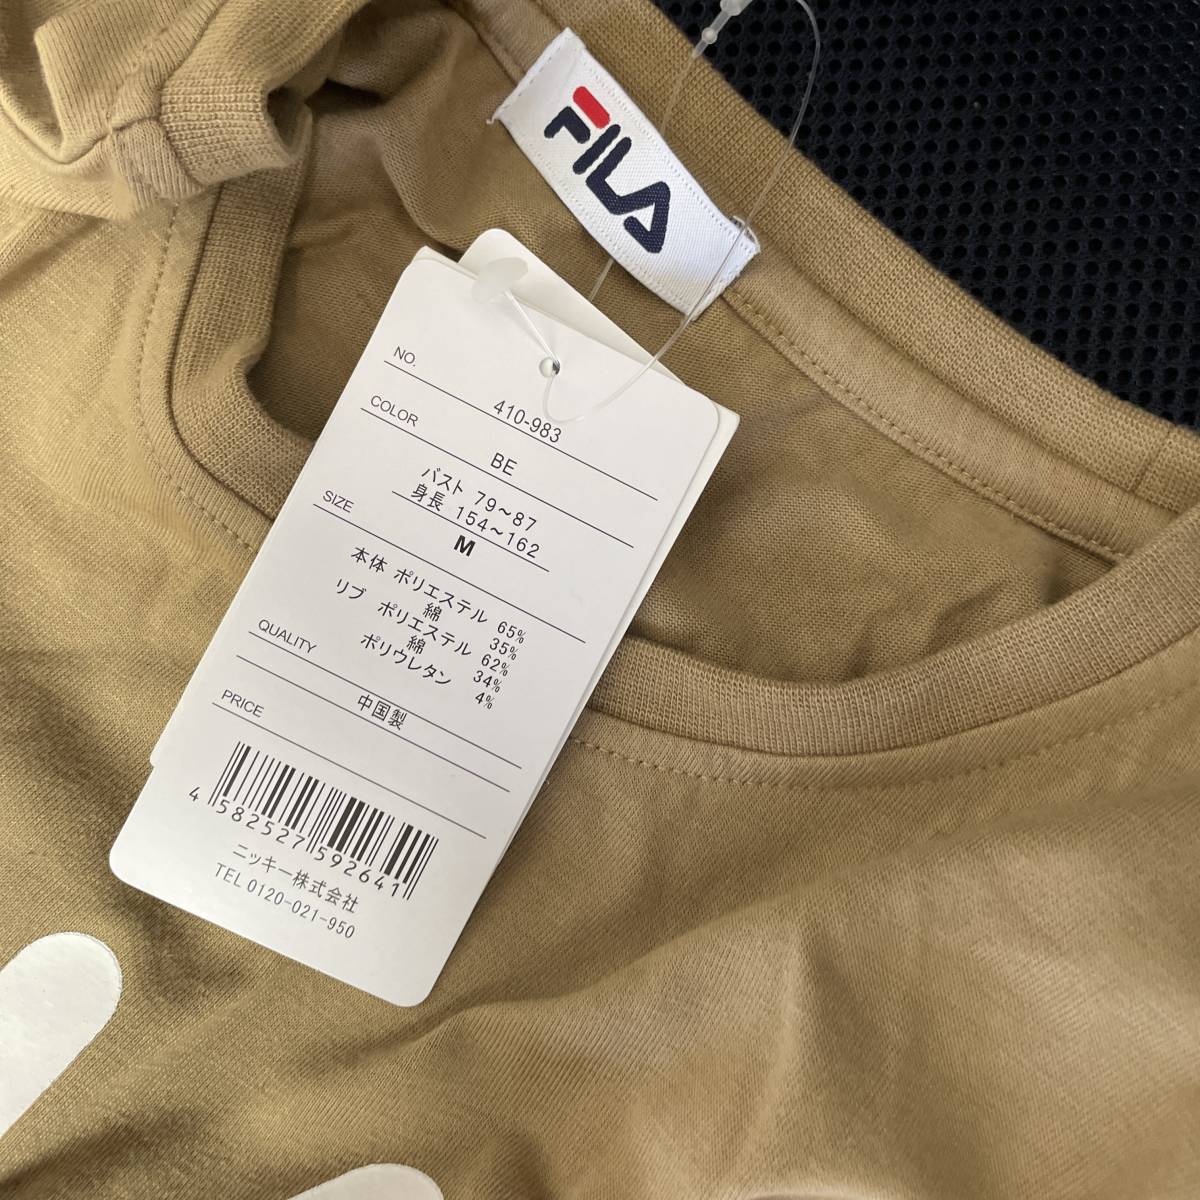 FILA
NO.
410-983
COLOR
BE
バスト 79～87
身長 154～162
SIZE
M
本体 ポリエステル 65%
綿 35%
リブ ポリエステル 62%
綿 34%
ポリウレタン 4%
QUALITY
中国製
PRICE
4 582527 592641
ニッキー株式会社
TEL 0120-021-950